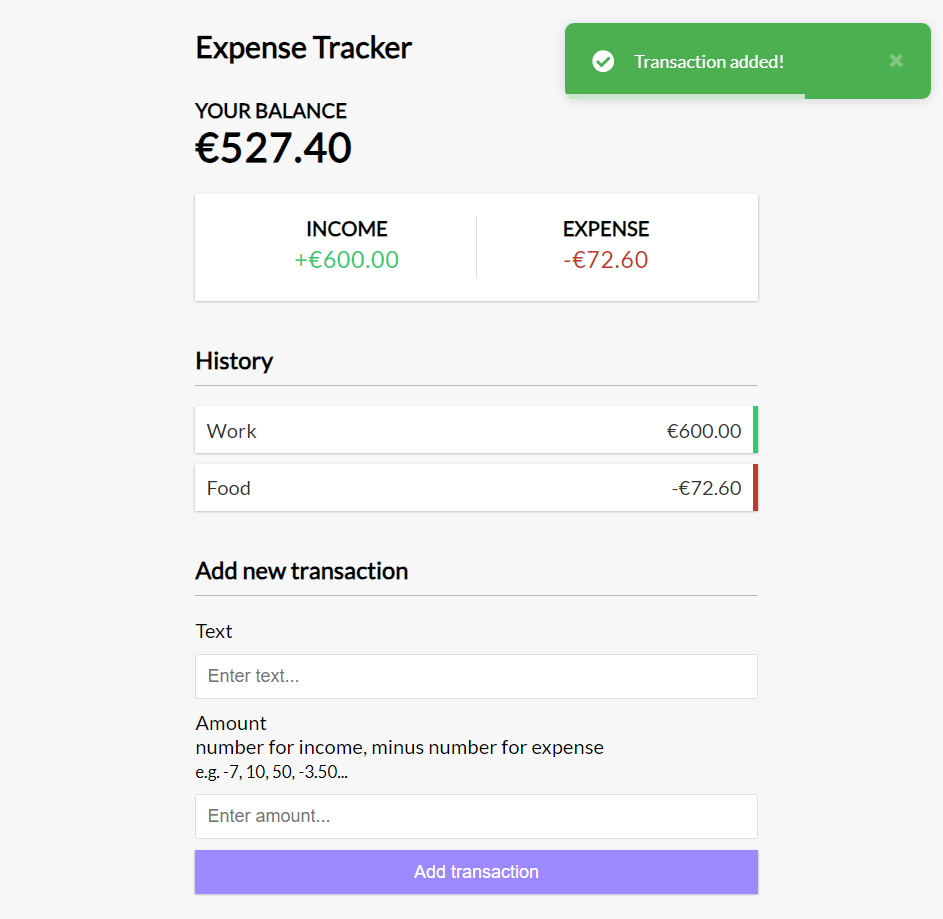 Expense Tracker
Transaction added!
YOUR BALANCE
€527.40
INCOME
+€600.00
EXPENSE
-€72.60
History
Work €600.00
Food -€72.60
Add new transaction
Text
Enter text...
Amount
number for income, minus number for expense
e.g. -7, 10, 50, -3.50...
Enter amount...
Add transaction